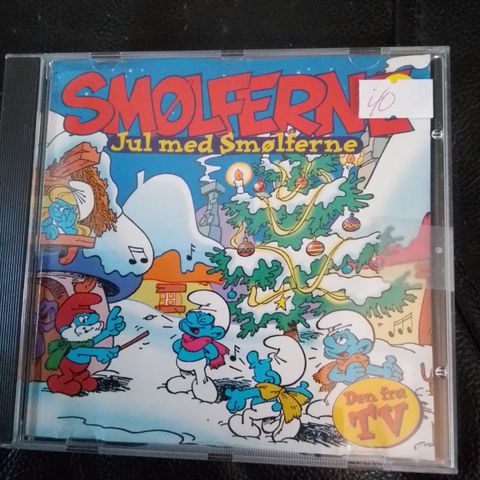 SMØLFERNE
Jul med Smølferne
40
Den fra
TV